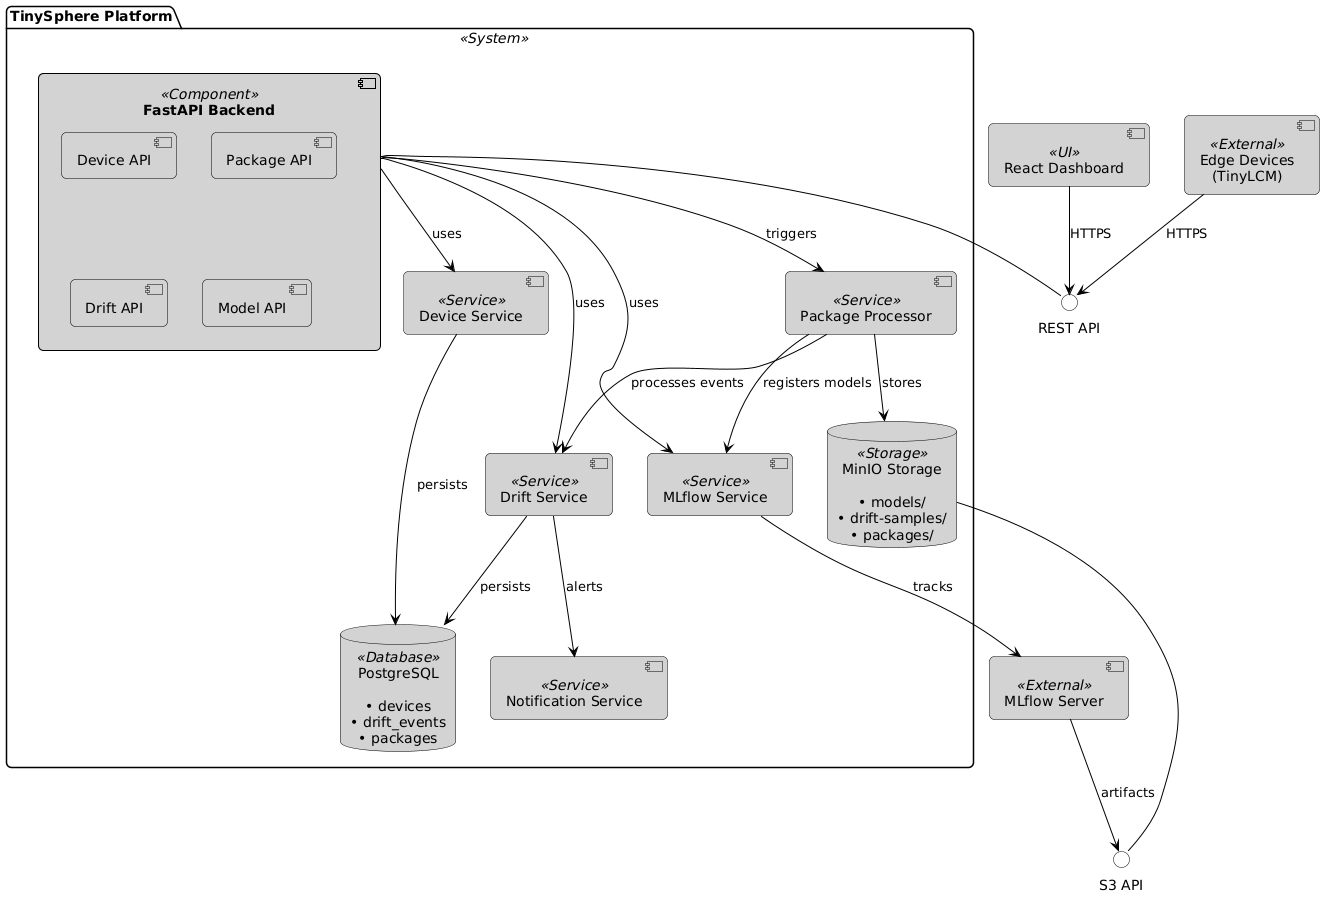 TinySphere Platform
«System»
«Component»
FastAPI Backend
Device API
Package API
Drift API
Model API
«UI»
React Dashboard
«External»
Edge Devices
(TinyLCM)
uses
triggers
HTTPS
HTTPS
«Service»
Device Service
uses
uses
«Service»
Package Processor
REST API
processes events
registers models
stores
persists
«Service»
Drift Service
«Service»
MLflow Service
«Storage»
MinIO Storage
• models/
• drift-samples/
• packages/
persists
alerts
tracks
«Database»
PostgreSQL
• devices
• drift_events
• packages
«Service»
Notification Service
«External»
MLflow Server
artifacts
S3 API